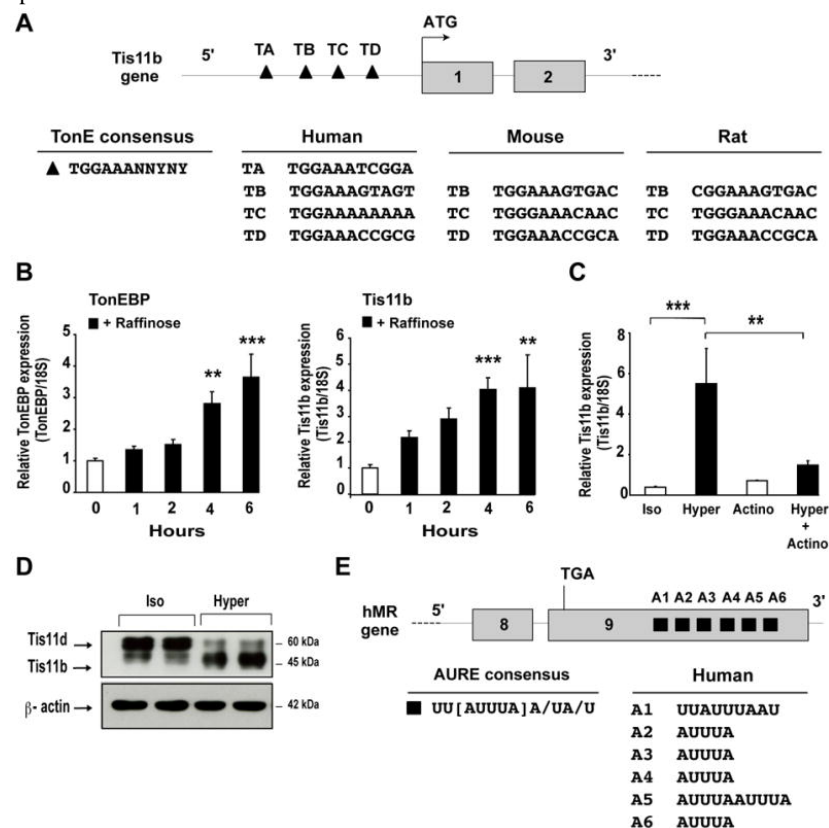 A
ATG
5' TA TB TC TD 3'
Tis11b
gene
1 2
TonE consensus Human Mouse Rat
▲ TGGAAANNYNY TA TGGAAATCGGA
TB TGGAAAGTAGT TB TGGAAAGTGAC TB CGGAAAGTGAC
TC TGGAAAAAAAA TC TGGGAAACAAC TC TGGGAAACAAC
TD TGGAAACCGCG TD TGGAAACCGCA TD TGGAAACCGCA
B
TonEBP
+ Raffinose
Relative TonEBP expression
(TonEBP/18S)
5
4
3
2
1
0
** ***
0 1 2 4 6
Hours
Tis11b
+ Raffinose
Relative Tis11b expression
(Tis11b/18S)
6
5
4
3
2
1
0
*** **
0 1 2 4 6
Hours
C
*** **
Relative Tis11b expression
(Tis11b/18S)
8
6
4
2
0
Iso Hyper Actino Hyper
+
Actino
D
Iso Hyper
Tis11d → – 60 kDa
Tis11b → – 45 kDa
β- actin → – 42 kDa
E
TGA
A1 A2 A3 A4 A5 A6
hMR
gene
5' 3'
8 9
AURE consensus Human
■ UU[AUUUA]A/UA/U A1 UUAUUUAAU
A2 AUUUA
A3 AUUUA
A4 AUUUA
A5 AUUUAAUUUA
A6 AUUUA